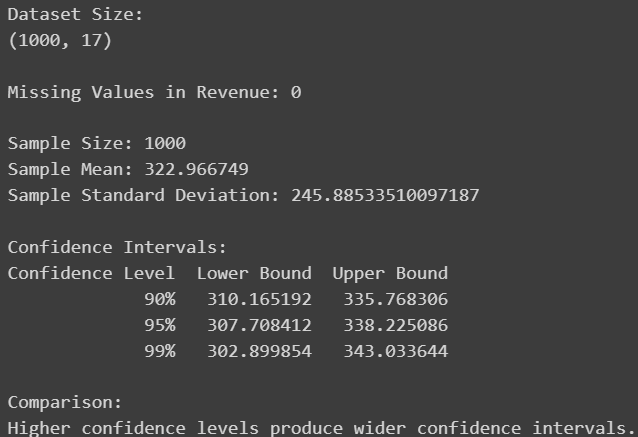 Dataset Size:
(1000, 17)
Missing Values in Revenue: 0
Sample Size: 1000
Sample Mean: 322.966749
Sample Standard Deviation: 245.88533510097187
Confidence Intervals:
Confidence Level  Lower Bound  Upper Bound
90%   310.165192   335.768306
95%   307.708412   338.225086
99%   302.899854   343.033644
Comparison:
Higher confidence levels produce wider confidence intervals.